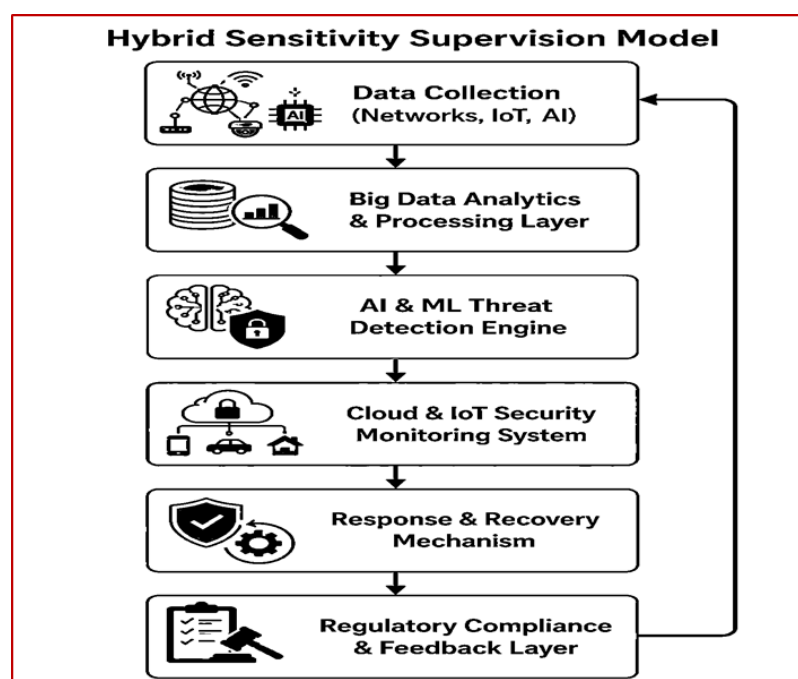 Hybrid Sensitivity Supervision Model
Data Collection
(Networks, IoT, AI)
AI
Big Data Analytics
& Processing Layer
AI & ML Threat
Detection Engine
Cloud & IoT Security
Monitoring System
Response & Recovery
Mechanism
Regulatory Compliance
& Feedback Layer